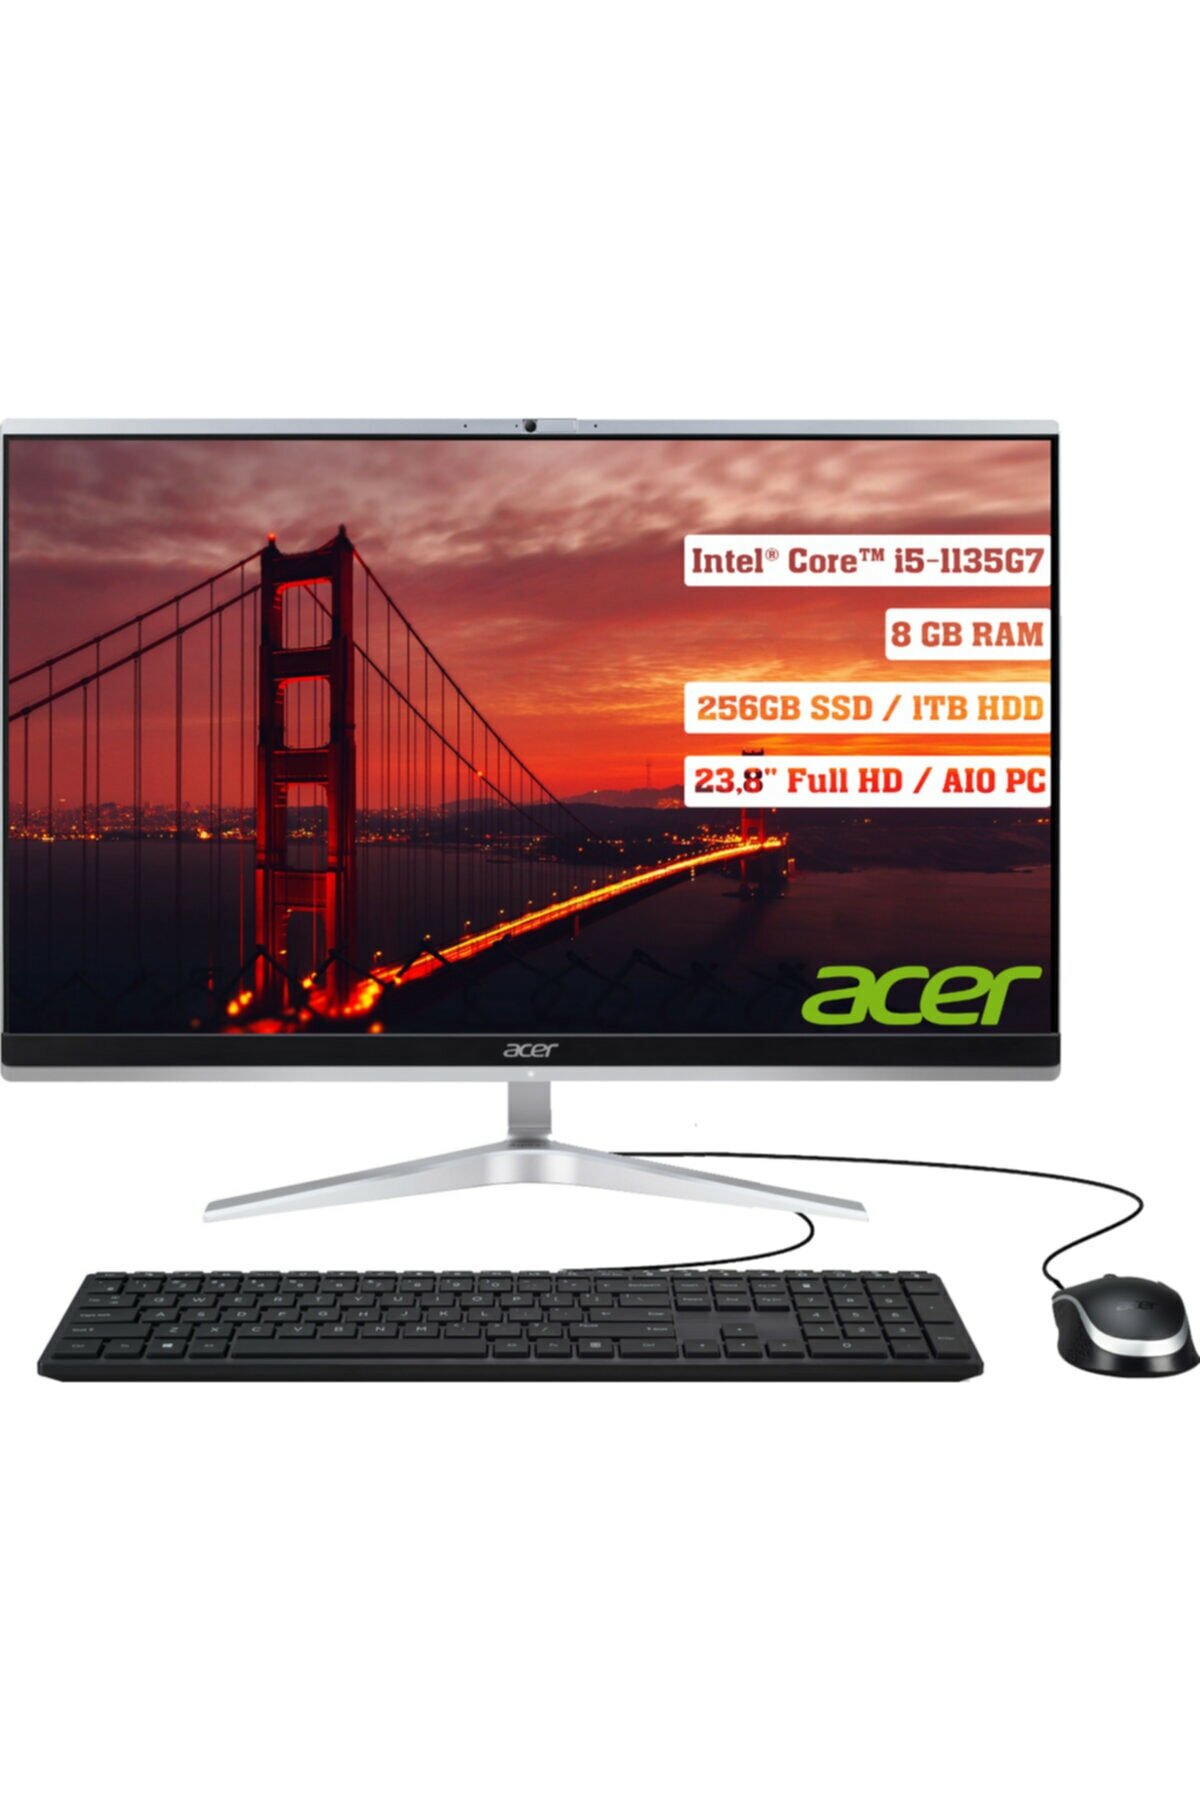 Intel® Core™ i5-1135G7
8 GB RAM
256GB SSD / 1TB HDD
23,8" Full HD / AIO PC
acer
acer
acer